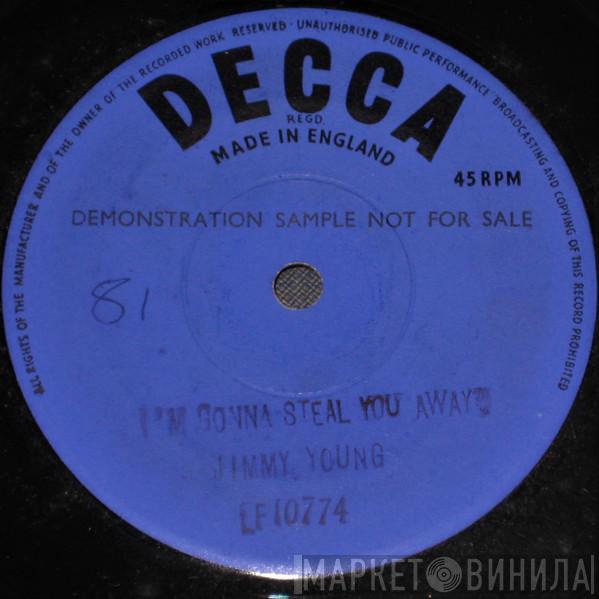 ALL RIGHTS OF THE MANUFACTURER AND OF THE OWNER OF THE RECORDED WORK RESERVED · UNAUTHORISED PUBLIC PERFORMANCE BROADCASTING AND COPYING OF THIS RECORD PROHIBITED
DECCA
REGD.
MADE IN ENGLAND
45 RPM
DEMONSTRATION SAMPLE NOT FOR SALE
81
I'M GONNA STEAL YOU AWAY
JIMMY YOUNG
LF10774
МАРКЕТ ВИНИЛА